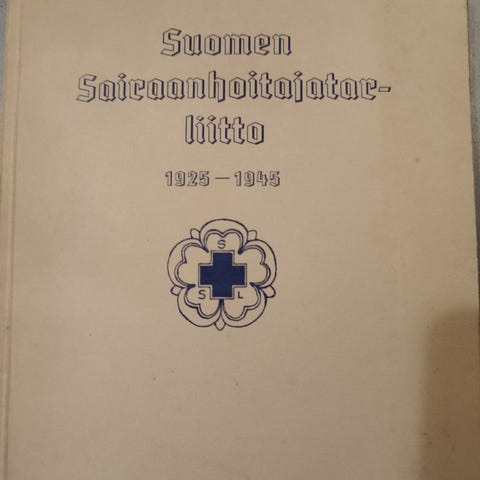 Suomen
Sairaanhoitajatar-
liitto
1925 – 1945
S
S L